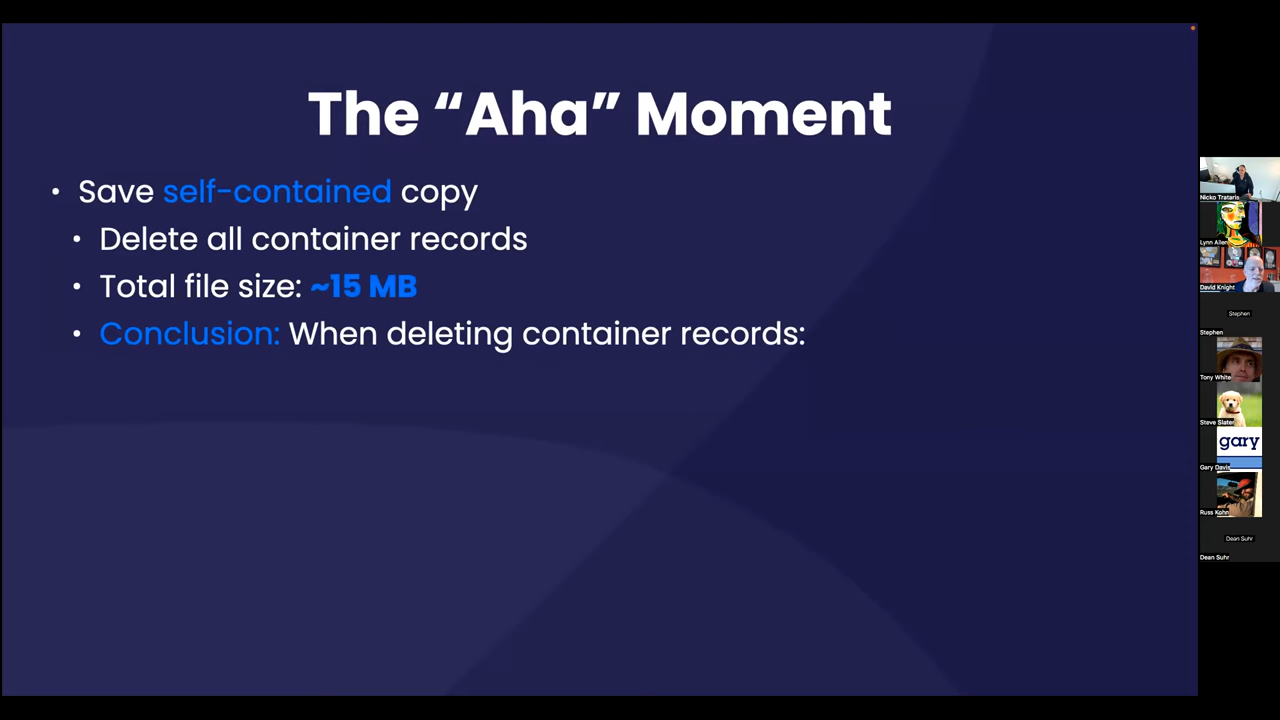 The “Aha” Moment
• Save self-contained copy
• Delete all container records
• Total file size: ~15 MB
• Conclusion: When deleting container records:
Nicko Trataris
Lynn Allen
David Knight
Stephen
Stephen
Tony White
Steve Slater
gary
Gary Davis
Russ Kohn
Dean Suhr
Dean Suhr